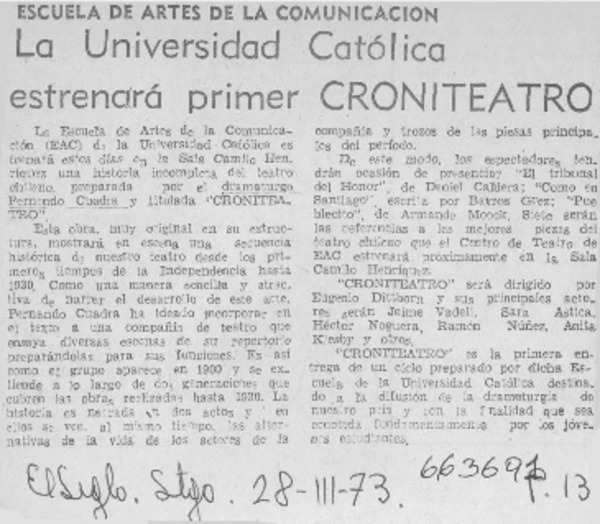 ESCUELA DE ARTES DE LA COMUNICACION
La Universidad Católica
estrenará primer CRONITEATRO
La Escuela de Artes de la Comunica-
ción (EAC) de la Universidad Católica es
trenará estos días en la Sala Camilo Hen
ríquez una historia incompleta del teatro
chileno preparada por el dramaturgo
Fernando Cuadra y titulada "CRONITEA-
TRO".
Esta obra, muy original en su estruc-
tura, mostrará en escena una secuencia
histórica de nuestro teatro desde los pri-
meros tiempos de la Independencia hasta
1930. Como una manera sencilla y atrac-
tiva de narrar el desarrollo de este arte,
Fernando Cuadra ha ideado incorporar en
el texto a una compañía de teatro que
ensaya diversas escenas de su repertorio
preparándolas para sus funciones. Es así
como el grupo aparece en 1900 y se ex-
tiende a lo largo de dos generaciones que
cubren las obras realizadas hasta 1930. La
historia es narrada en dos actos y en
ellos se ven, al mismo tiempo, las alter-
nativas de la vida de los actores de la
compañía y trozos de las piezas principa-
les del período.
De este modo, los espectadores ten-
drán ocasión de presenciar "El tribunal
del Honor", de Daniel Caldera; "Como en
Santiago", escrita por Barros Grez; "Pue
blecito", de Armando Moock. Siete serán
las referencias a las mejores piezas del
teatro chileno que el Centro de Teatro de
EAC estrenará próximamente en la Sala
Camilo Henríquez.
"CRONITEATRO" será dirigido por
Eugenio Dittborn y sus principales acto-
res serán Jaime Vadell, Sara Astica,
Héctor Noguera, Ramón Núñez, Anita
Klesky y otros.
"CRONITEATRO" es la primera en-
trega de un ciclo preparado por dicha Es-
cuela de la Universidad Católica destina-
do a la difusión de la dramaturgia de
nuestro país y con la finalidad que sea
fundamentalmente por los jóve-
nes estudiantes.
El Siglo. Stgo. 28-III-73. p. 13